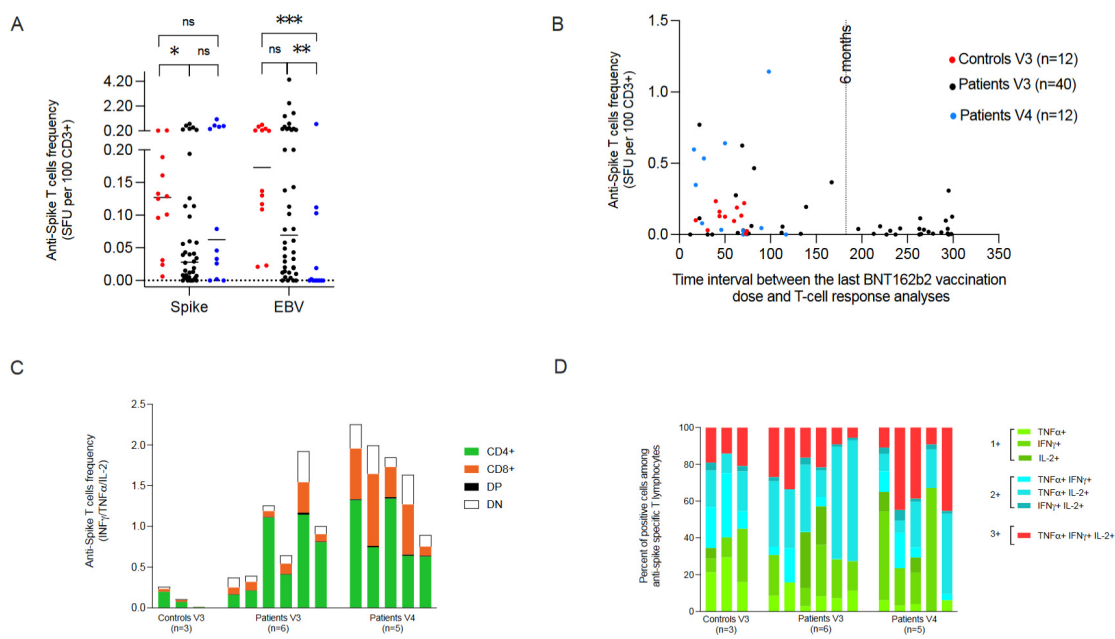 A
ns
***
*
ns
ns
**
4.20
2.20
0.20
0.20
0.15
0.10
0.05
0.00
Anti-Spike T cells frequency
(SFU per 100 CD3+)
Spike
EBV
B
1.5
1.0
0.5
0.0
Anti-Spike T cells frequency
(SFU per 100 CD3+)
6 months
Controls V3 (n=12)
Patients V3 (n=40)
Patients V4 (n=12)
0
50
100
150
200
250
300
350
Time interval between the last BNT162b2 vaccination
dose and T-cell response analyses
C
2.5
2.0
1.5
1.0
0.5
0.0
Anti-Spike T cells frequency
(INFγ/TNFα/IL-2)
CD4+
CD8+
DP
DN
Controls V3
(n=3)
Patients V3
(n=6)
Patients V4
(n=5)
D
100
80
60
40
20
0
Percent of positive cells among
anti-spike specific T lymphocytes
Controls V3
(n=3)
Patients V3
(n=6)
Patients V4
(n=5)
1+
TNFα+
IFNγ+
IL-2+
2+
TNFα+ IFNγ+
TNFα+ IL-2+
IFNγ+ IL-2+
3+
TNFα+ IFNγ+ IL-2+